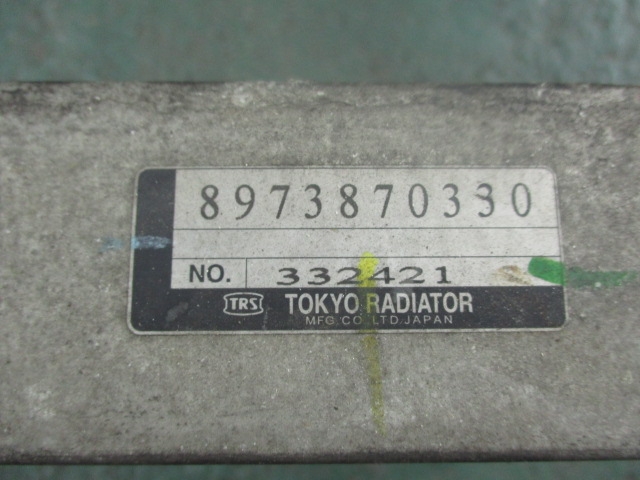 8973870330
NO. 332421
TRS TOKYO RADIATOR
MFG.CO.,LTD.JAPAN